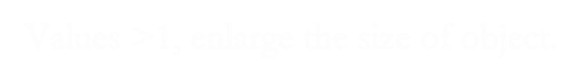 Values >1, enlarge the size of object.